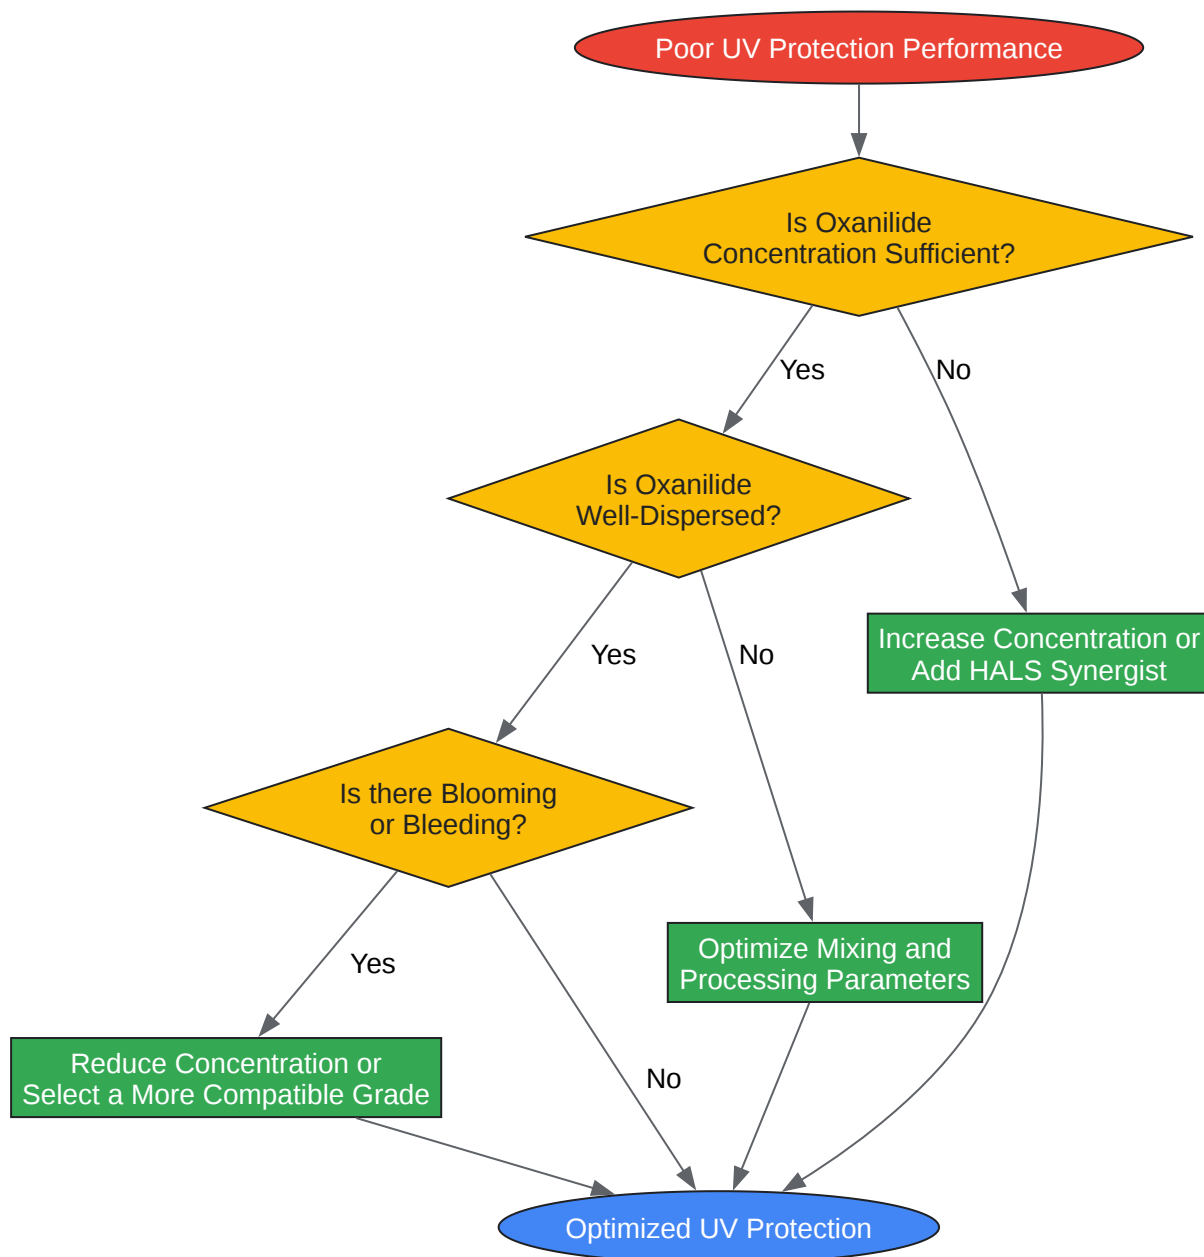 Poor UV Protection Performance
Is Oxanilide
Concentration Sufficient?
Yes
No
Is Oxanilide
Well-Dispersed?
Increase Concentration or
Add HALS Synergist
Yes
No
Is there Blooming
or Bleeding?
Optimize Mixing and
Processing Parameters
Yes
Reduce Concentration or
Select a More Compatible Grade
No
Optimized UV Protection